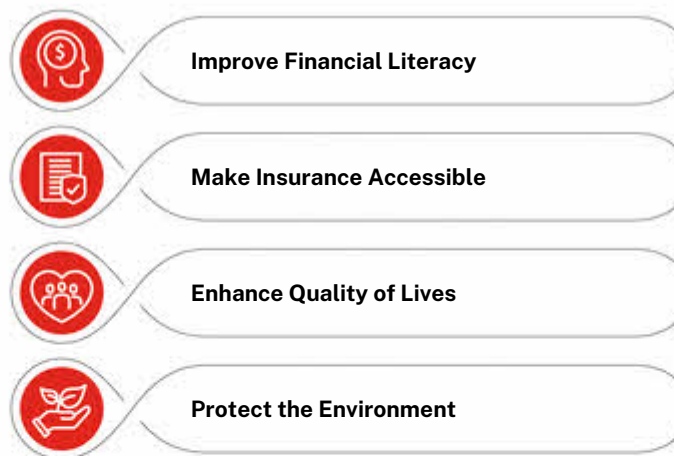 Improve Financial Literacy
Make Insurance Accessible
Enhance Quality of Lives
Protect the Environment